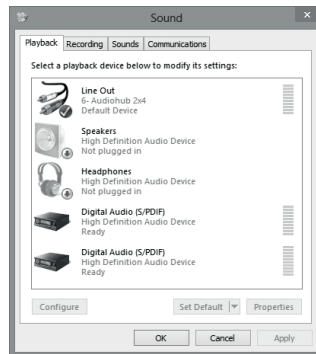 Sound
Playback Recording Sounds Communications
Select a playback device below to modify its settings:
Line Out
6- Audiohub 2x4
Default Device
Speakers
High Definition Audio Device
Not plugged in
Headphones
High Definition Audio Device
Not plugged in
Digital Audio (S/PDIF)
High Definition Audio Device
Ready
Digital Audio (S/PDIF)
High Definition Audio Device
Ready
Configure Set Default Properties
OK Cancel Apply